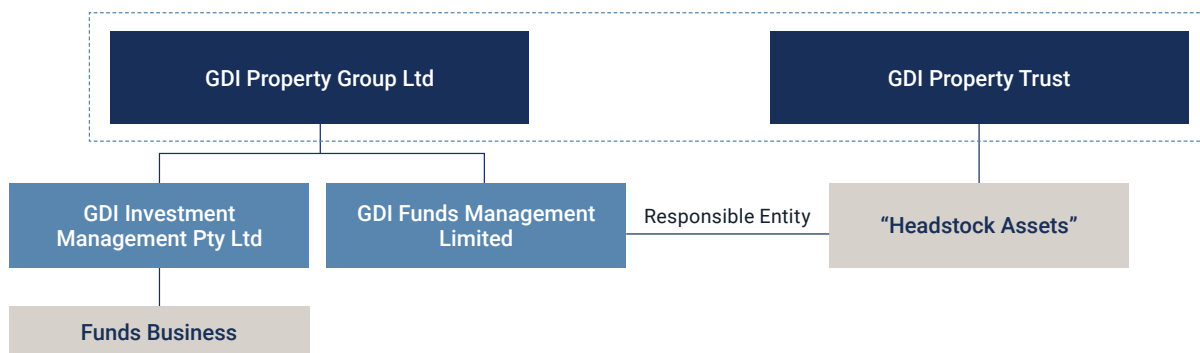 GDI Property Group Ltd
GDI Property Trust
GDI Investment
Management Pty Ltd
GDI Funds Management
Limited
Responsible Entity
“Headstock Assets”
Funds Business